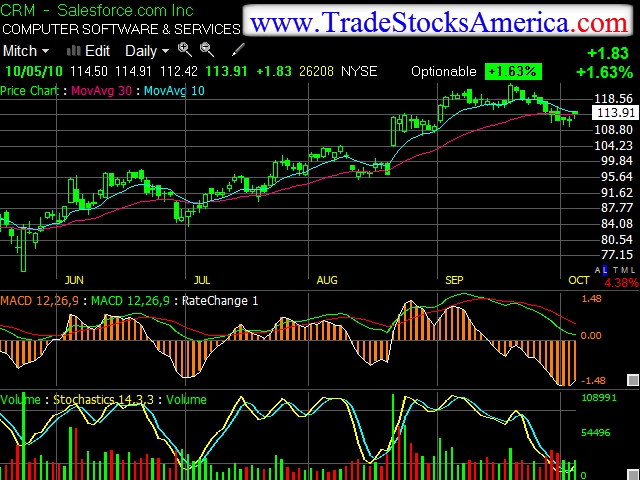 CRM - Salesforce.com Inc
www.TradeStocksAmerica.com
COMPUTER SOFTWARE & SERVICES
Mitch Edit Daily
+1.83
10/05/10 114.50 114.91 112.42 113.91 +1.83 26208 NYSE Optionable +1.63% +1.63%
Price Chart : MovAvg 30 : MovAvg 10
118.56
113.91
108.80
104.23
99.84
95.64
91.62
87.77
84.08
80.54
77.15
A L T M L
JUN JUL AUG SEP OCT
4.38%
MACD 12,26,9 : MACD 12,26,9 : RateChange 1
1.48
0.00
-1.48
Volume : Stochastics 14,3,3 : Volume
108991
54496
0